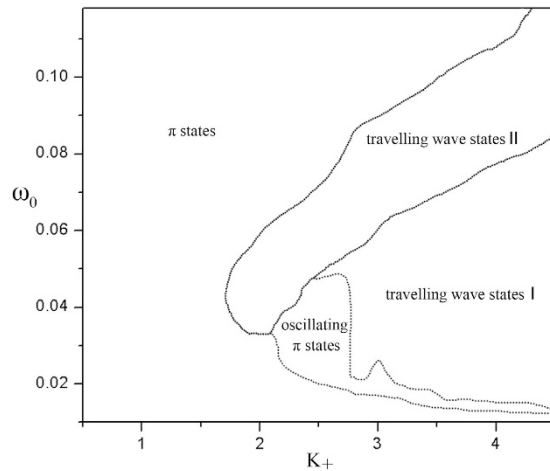 0.10
π states
travelling wave states II
0.08
ω0
0.06
0.04
oscillating
π states
travelling wave states I
0.02
1
2
3
4
K+